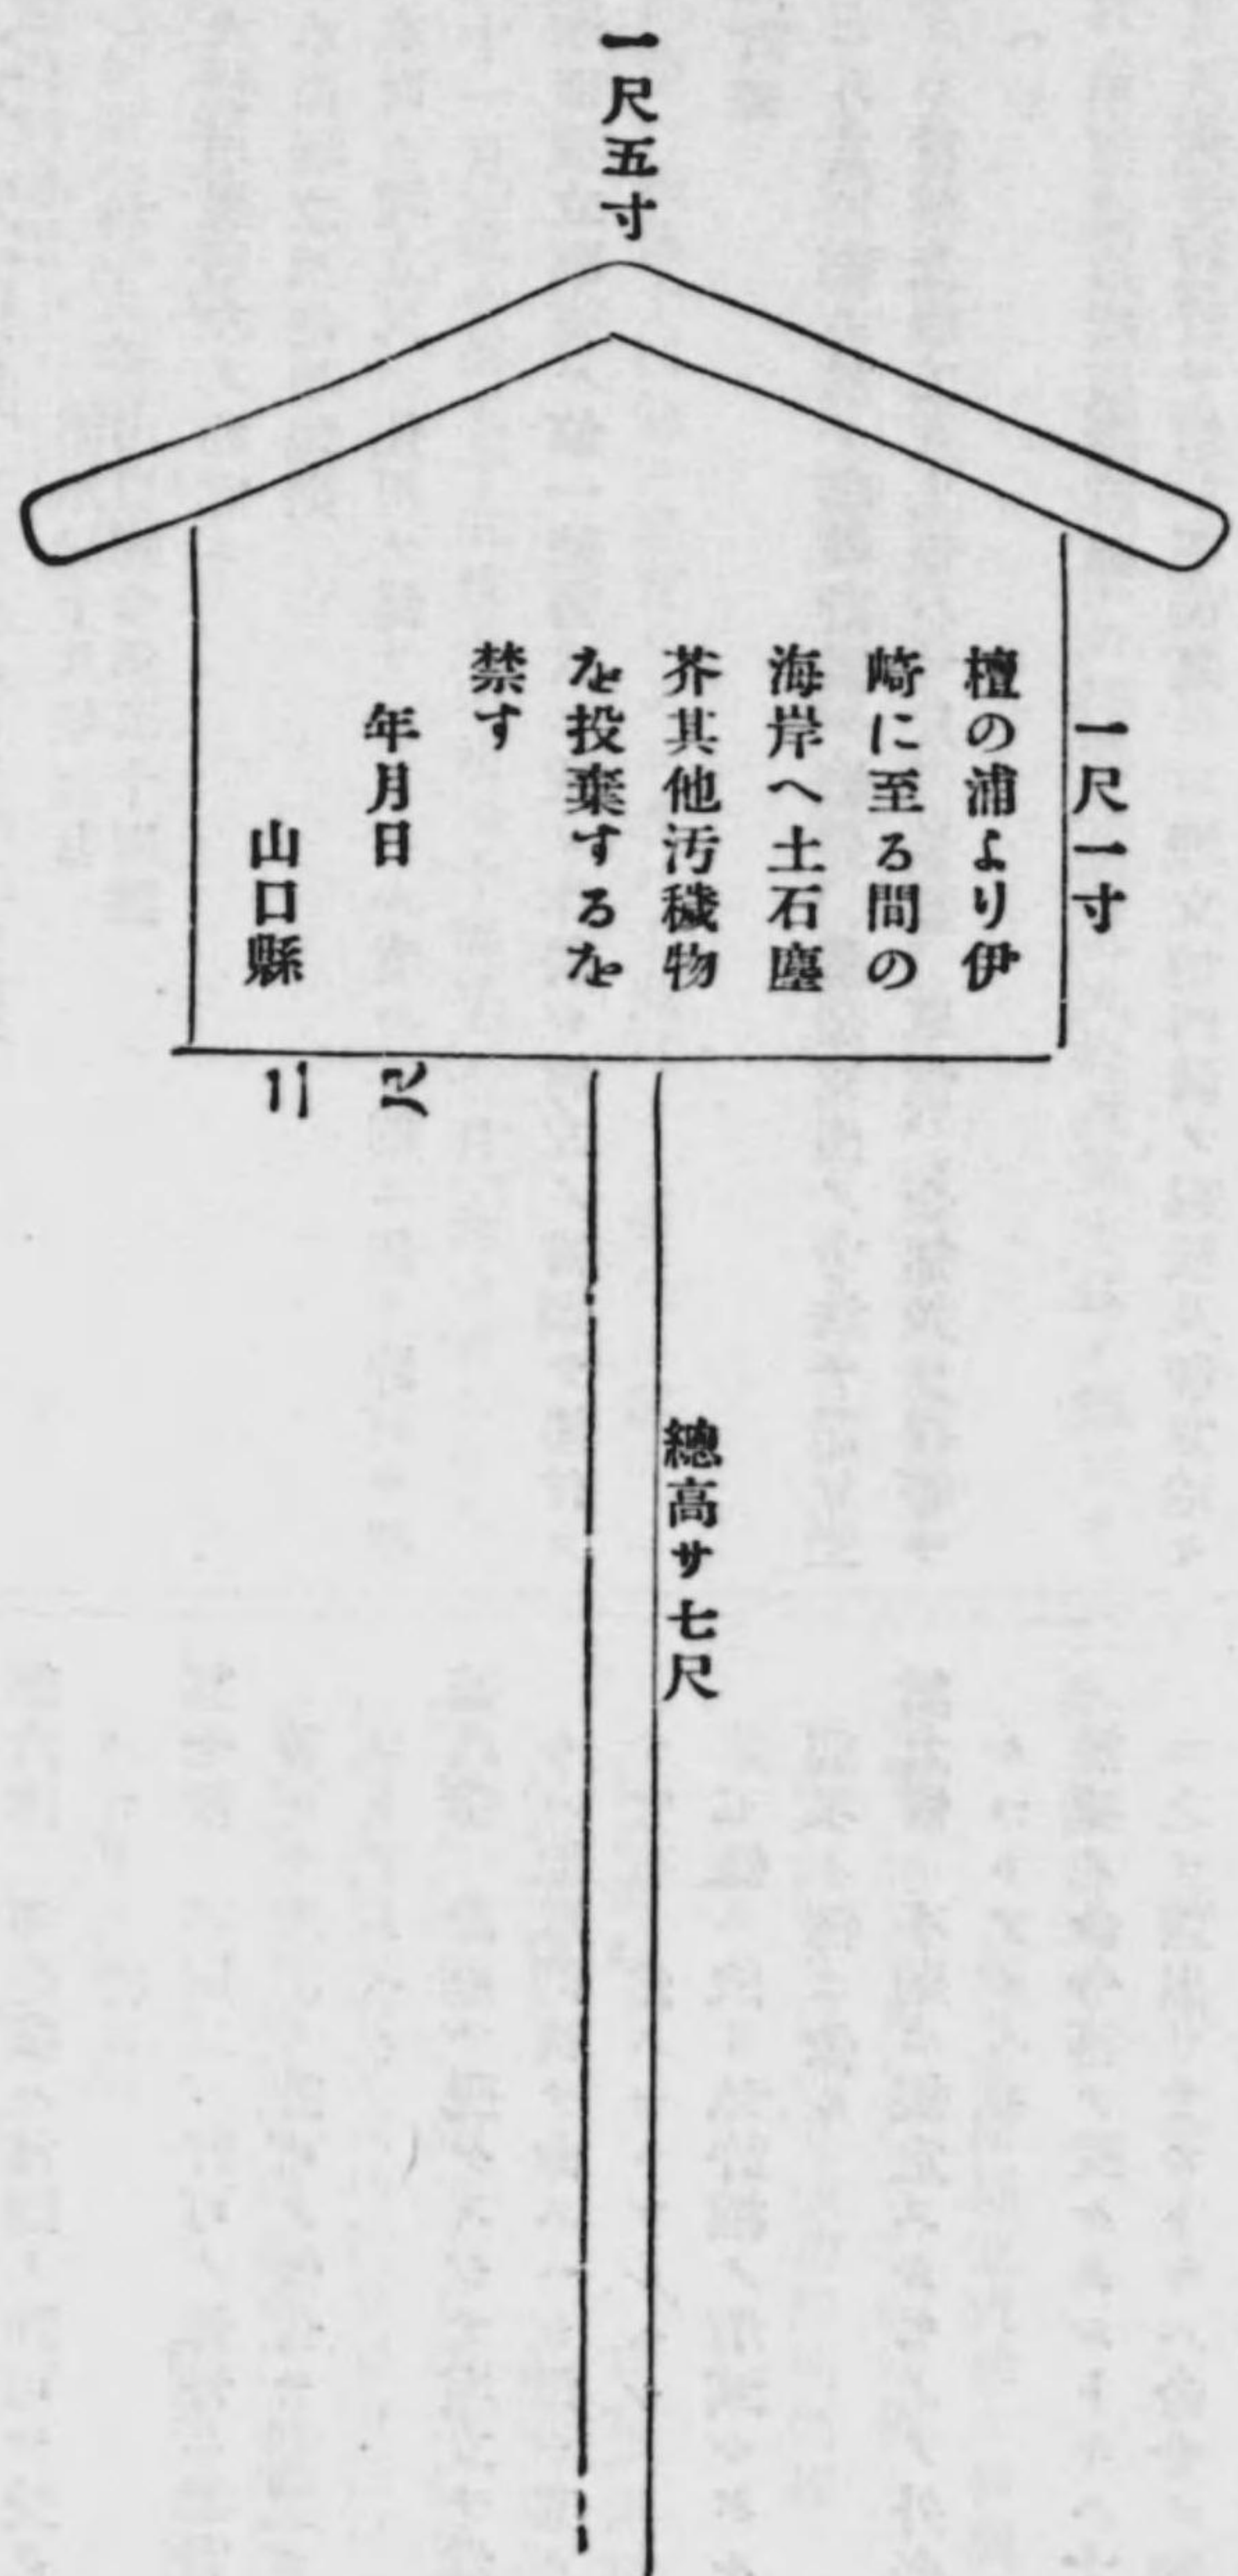 一尺五寸
一尺一寸
檀の浦より伊
崎に至る間の
海岸へ土石塵
芥其他汚穢物
を投棄するを
禁す
年月日
山口縣
二尺
總高サ七尺